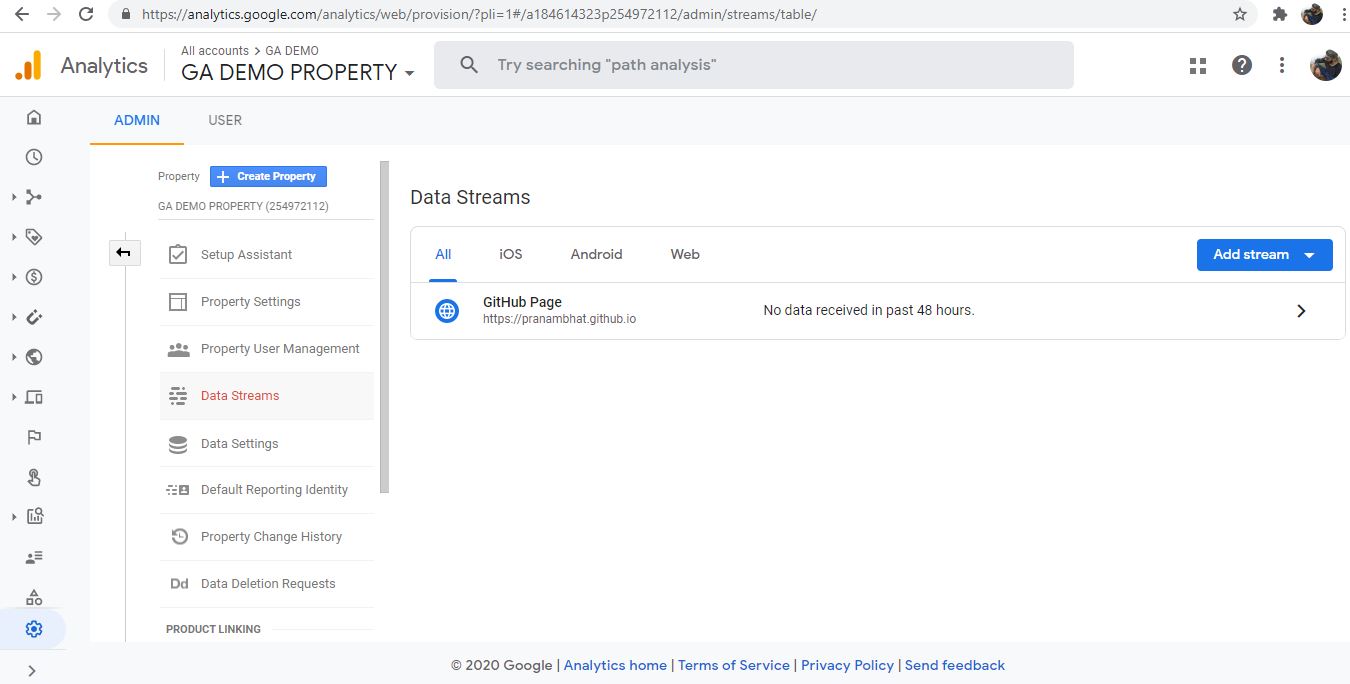 https://analytics.google.com/analytics/web/provision/?pli=1#/a184614323p254972112/admin/streams/table/
Analytics
All accounts > GA DEMO
GA DEMO PROPERTY
Try searching "path analysis"
ADMIN USER
Property Create Property
GA DEMO PROPERTY (254972112)
Setup Assistant
Property Settings
Property User Management
Data Streams
Data Settings
Default Reporting Identity
Property Change History
Dd Data Deletion Requests
PRODUCT LINKING
Data Streams
All iOS Android Web Add stream
GitHub Page
https://pranambhat.github.io
No data received in past 48 hours.
© 2020 Google | Analytics home | Terms of Service | Privacy Policy | Send feedback